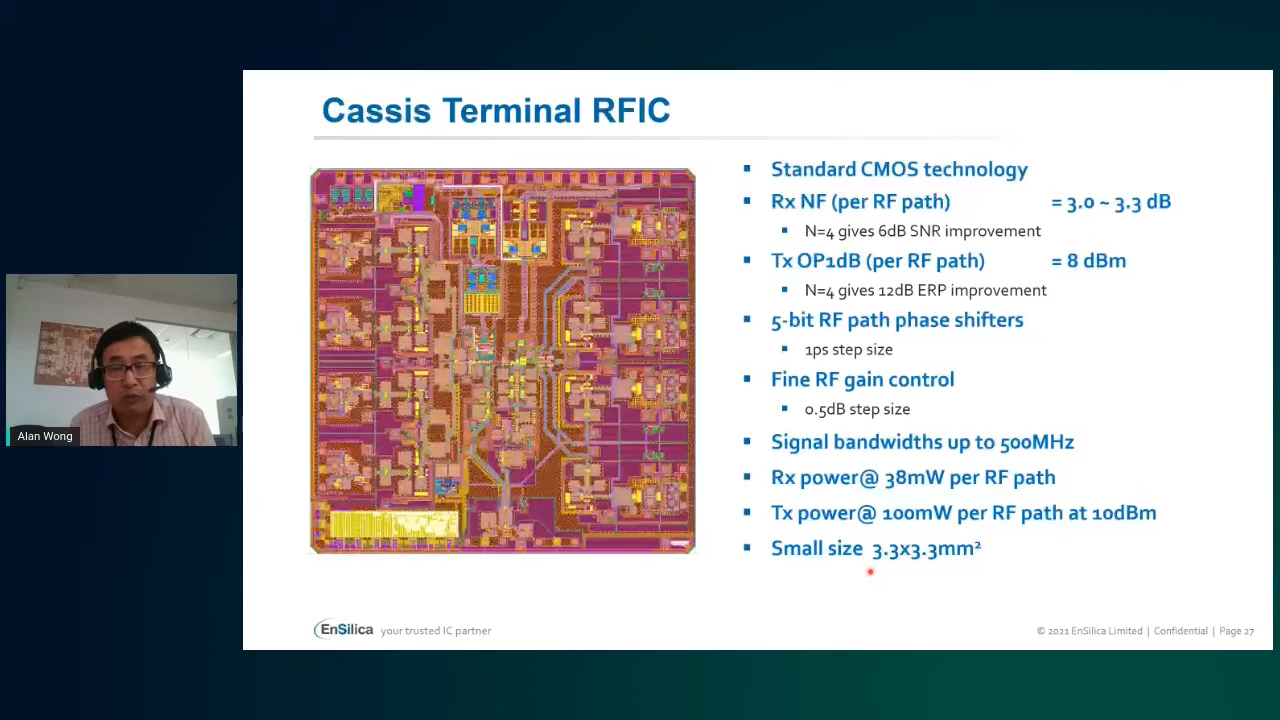 Cassis Terminal RFIC
Standard CMOS technology
Rx NF (per RF path) = 3.0 ~ 3.3 dB
N=4 gives 6dB SNR improvement
Tx OP1dB (per RF path) = 8 dBm
N=4 gives 12dB ERP improvement
5-bit RF path phase shifters
1ps step size
Fine RF gain control
0.5dB step size
Signal bandwidths up to 500MHz
Rx power@ 38mW per RF path
Tx power@ 100mW per RF path at 10dBm
Small size 3.3x3.3mm²
Alan Wong
EnSilica your trusted IC partner
© 2021 EnSilica Limited | Confidential | Page 27